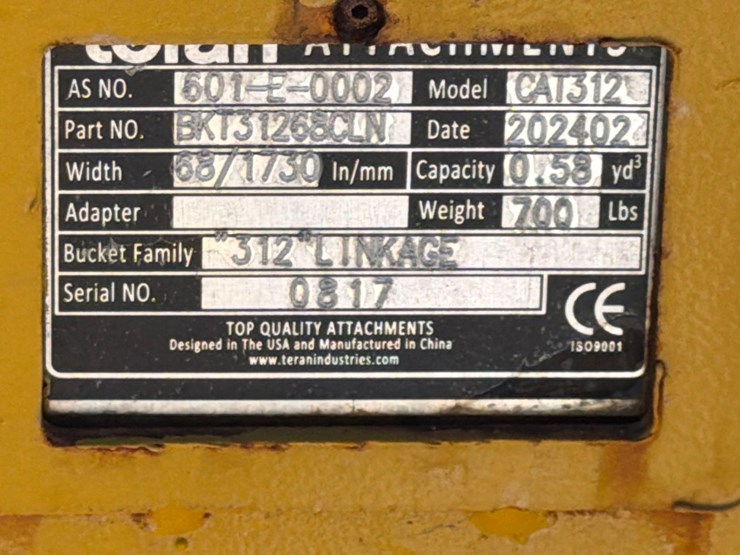 teran ATTACHMENTS
AS NO. 601-E-0002 Model CAT312
Part NO. BKT31268CLN Date 202402
Width 68/1730 In/mm Capacity 0.58 yd³
Adapter Weight 700 Lbs
Bucket Family "312"LINKAGE
Serial NO. 0817
CE
ISO9001
TOP QUALITY ATTACHMENTS
Designed in The USA and Manufactured in China
www.teranindustries.com